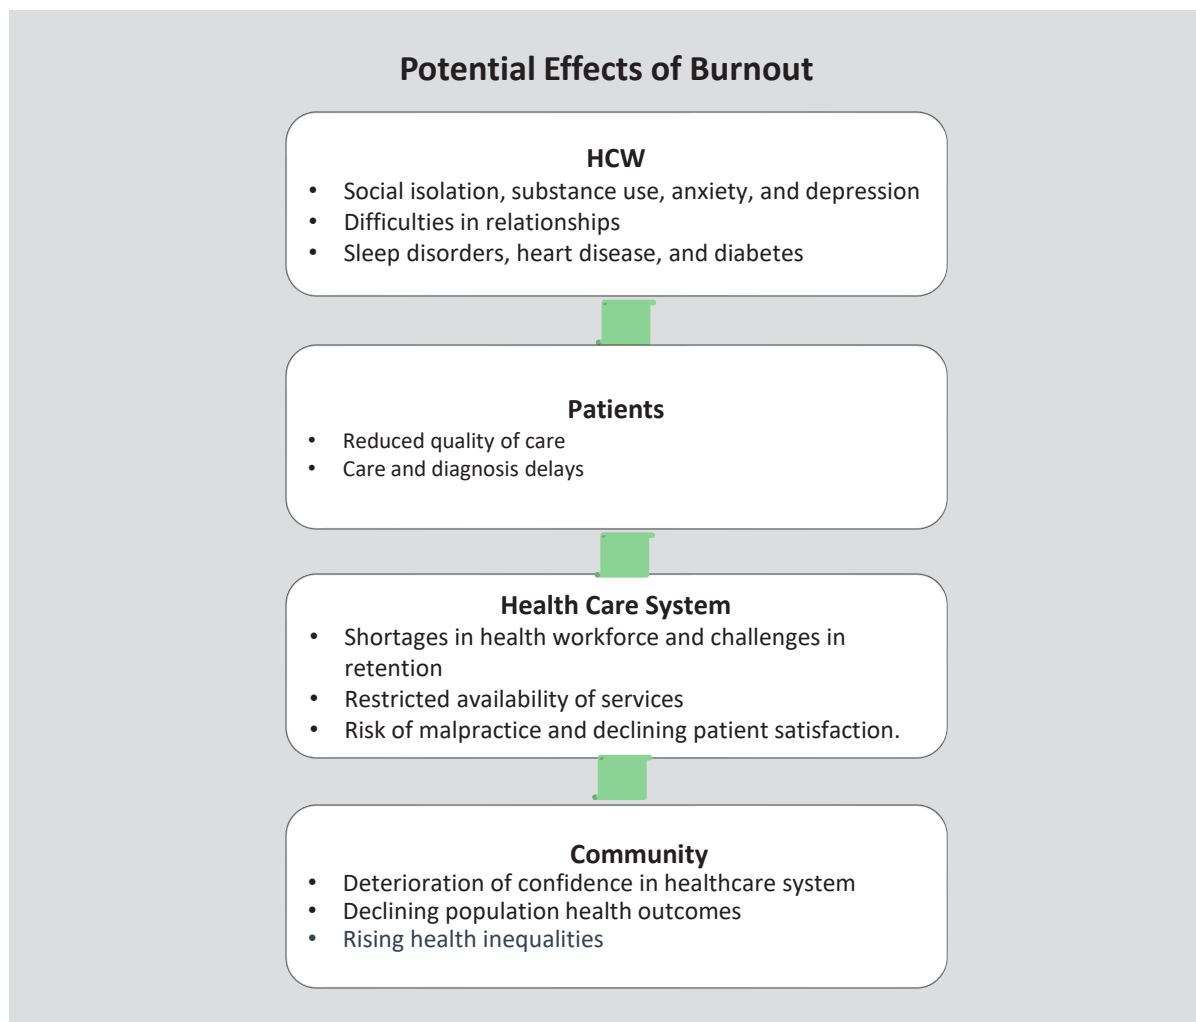 Potential Effects of Burnout
HCW
• Social isolation, substance use, anxiety, and depression
• Difficulties in relationships
• Sleep disorders, heart disease, and diabetes
Patients
• Reduced quality of care
• Care and diagnosis delays
Health Care System
• Shortages in health workforce and challenges in
retention
• Restricted availability of services
• Risk of malpractice and declining patient satisfaction.
Community
• Deterioration of confidence in healthcare system
• Declining population health outcomes
• Rising health inequalities